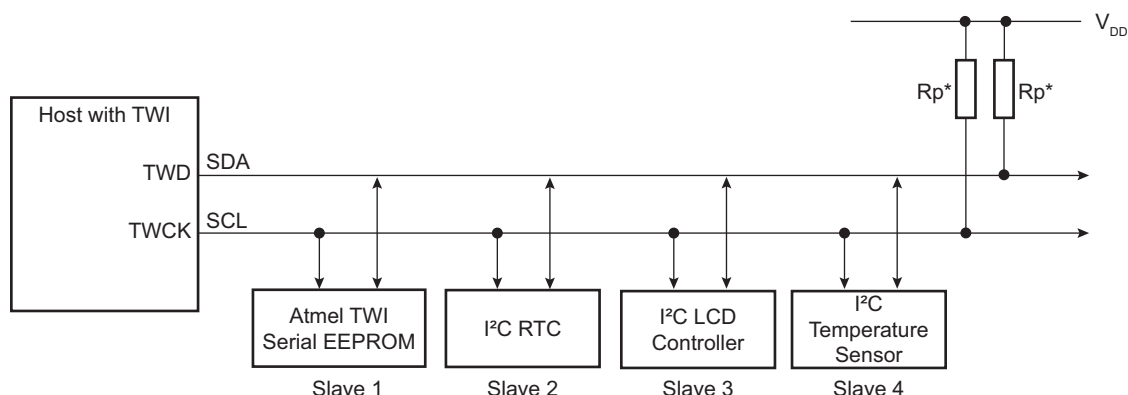 V_DD
Rp*
Rp*
Host with TWI
TWD
SDA
TWCK
SCL
Atmel TWI
Serial EEPROM
I²C RTC
I²C LCD
Controller
I²C
Temperature
Sensor
Slave 1
Slave 2
Slave 3
Slave 4